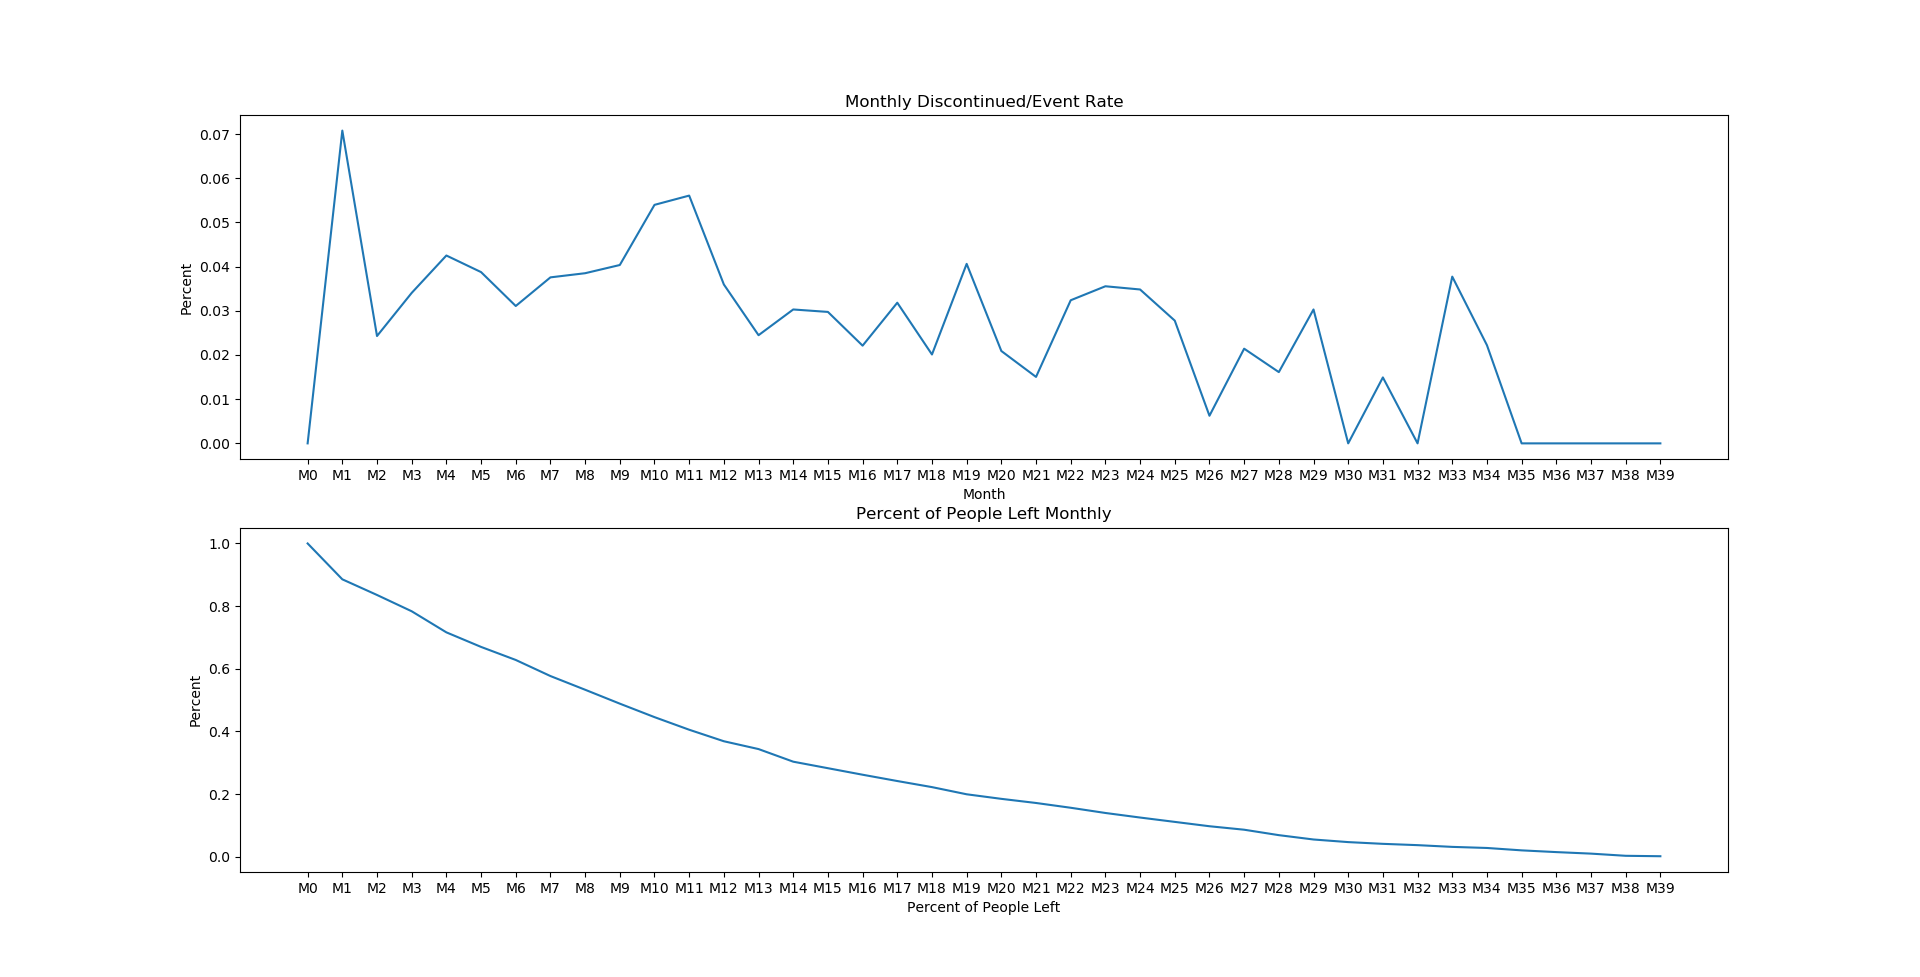 Monthly Discontinued/Event Rate
Percent
0.07
0.06
0.05
0.04
0.03
0.02
0.01
0.00
M0 M1 M2 M3 M4 M5 M6 M7 M8 M9 M10 M11 M12 M13 M14 M15 M16 M17 M18 M19 M20 M21 M22 M23 M24 M25 M26 M27 M28 M29 M30 M31 M32 M33 M34 M35 M36 M37 M38 M39
Month
Percent of People Left Monthly
Percent
1.0
0.8
0.6
0.4
0.2
0.0
M0 M1 M2 M3 M4 M5 M6 M7 M8 M9 M10 M11 M12 M13 M14 M15 M16 M17 M18 M19 M20 M21 M22 M23 M24 M25 M26 M27 M28 M29 M30 M31 M32 M33 M34 M35 M36 M37 M38 M39
Percent of People Left